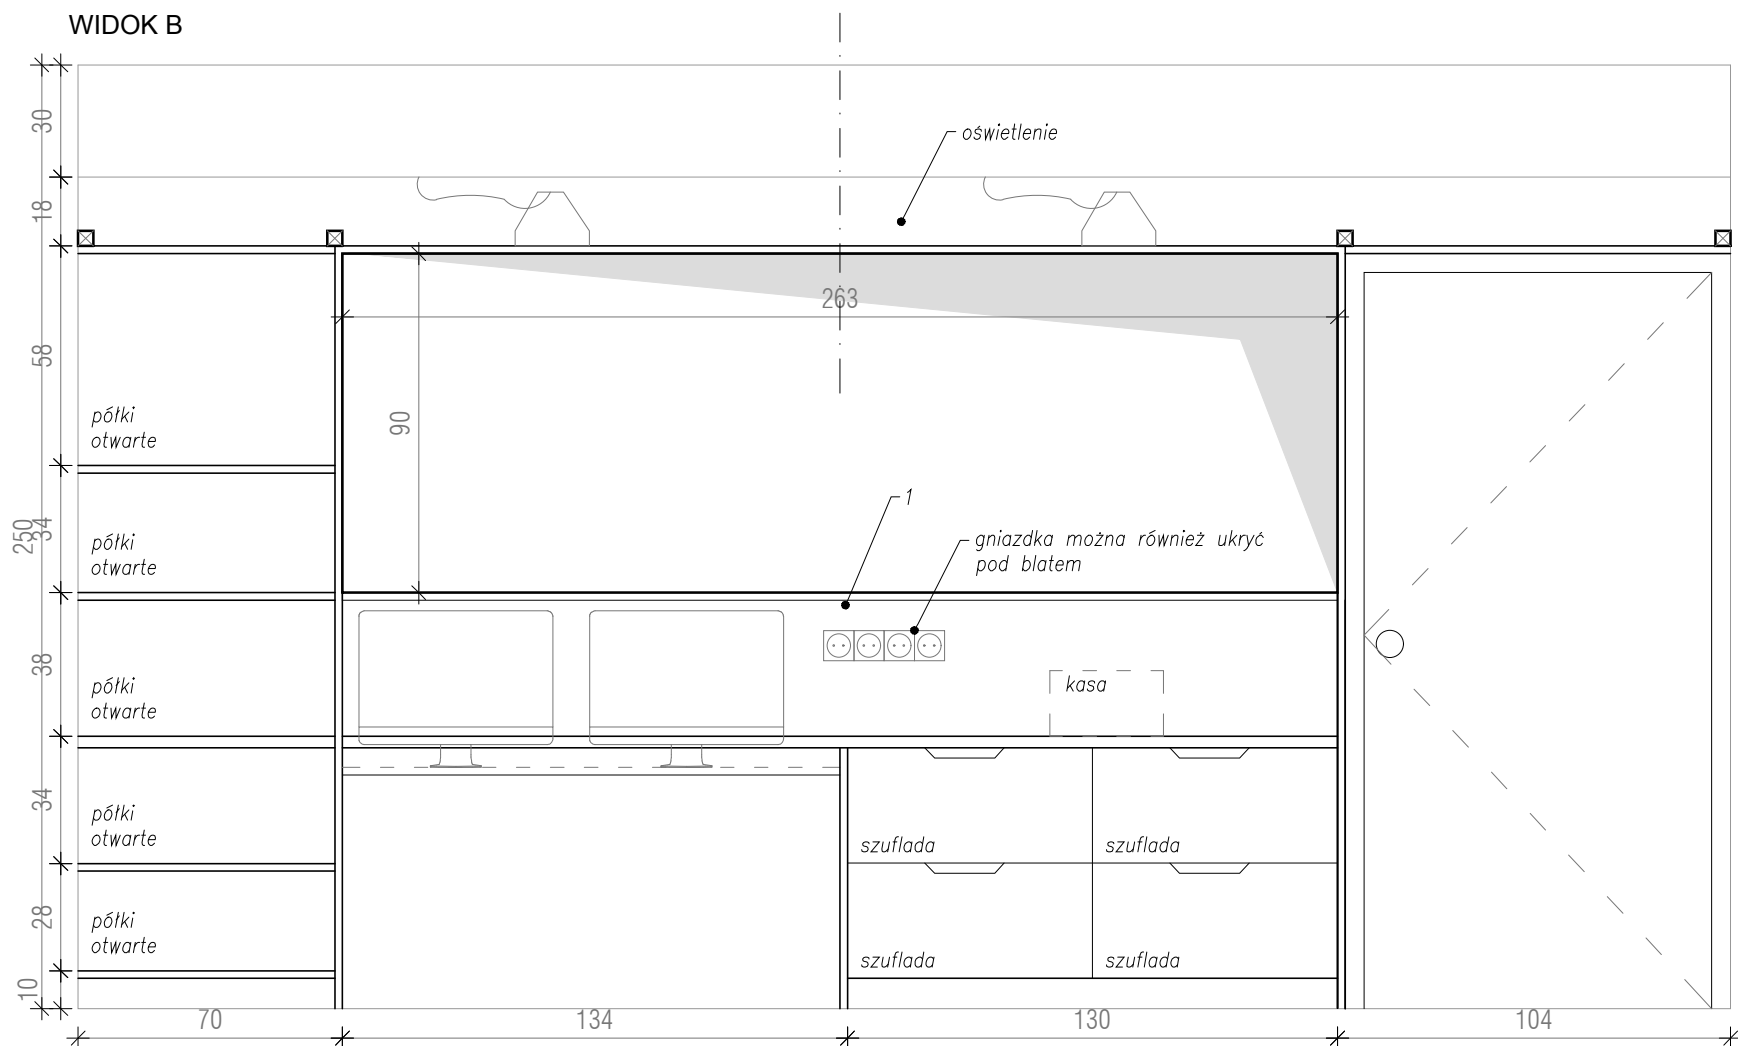 WIDOK B
30
oświetlenie
18
263
58
90
półki
otwarte
1
250
34
gniazdka można również ukryć
pod blatem
półki
otwarte
38
kasa
półki
otwarte
34
półki
otwarte
szuflada
szuflada
28
półki
otwarte
szuflada
szuflada
10
70
134
130
104